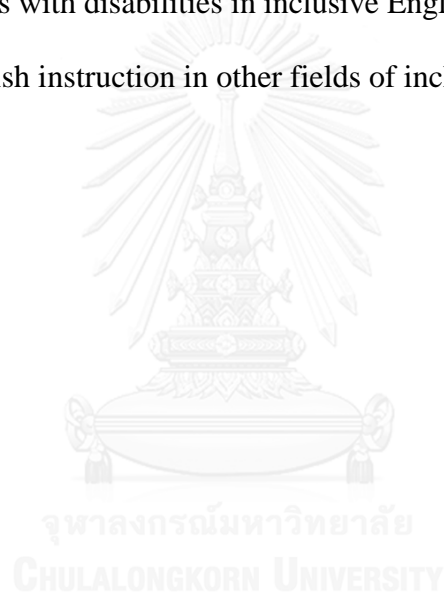 s with disabilities in inclusive Engl
sh instruction in other fields of incl
จุฬาลงกรณ์มหาวิทยาลัย
CHULALONGKORN UNIVERSITY